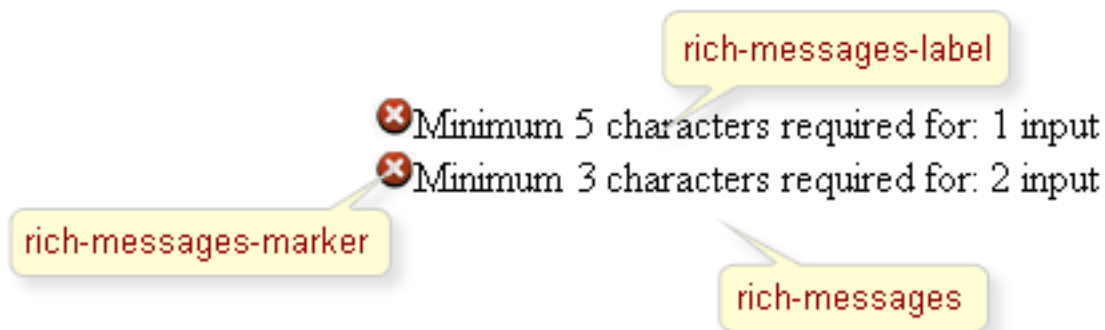 rich-messages-label
Minimum 5 characters required for: 1 input
Minimum 3 characters required for: 2 input
rich-messages-marker
rich-messages